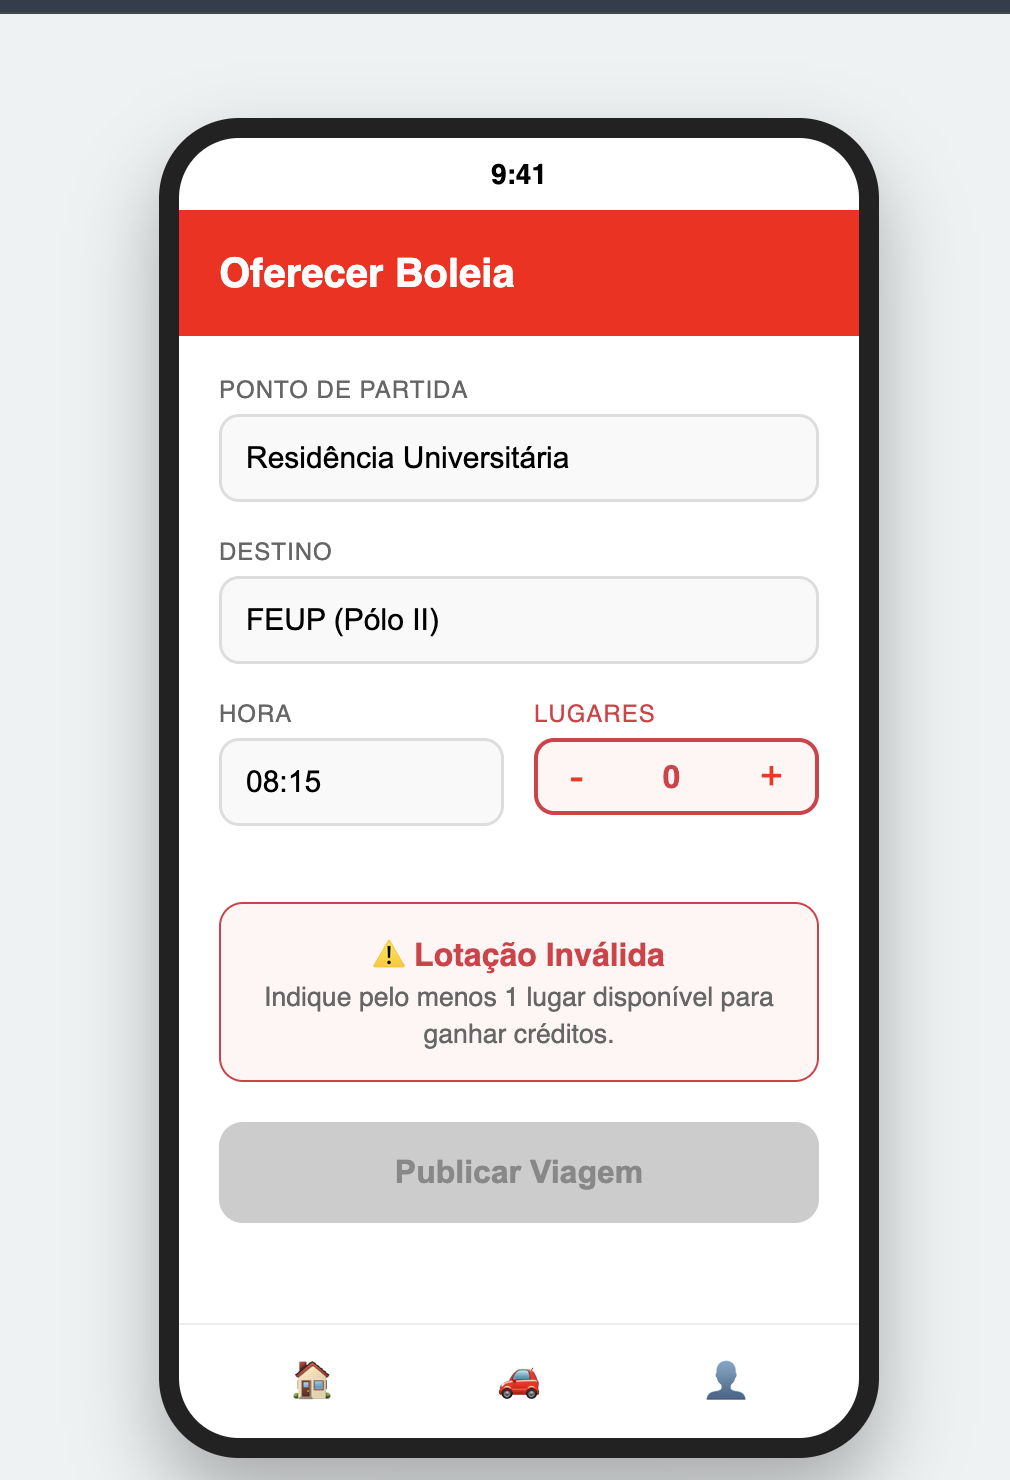 9:41
Oferecer Boleia
PONTO DE PARTIDA
Residência Universitária
DESTINO
FEUP (Pólo II)
HORA
LUGARES
08:15
- 0 +
Lotação Inválida
Indique pelo menos 1 lugar disponível para
ganhar créditos.
Publicar Viagem